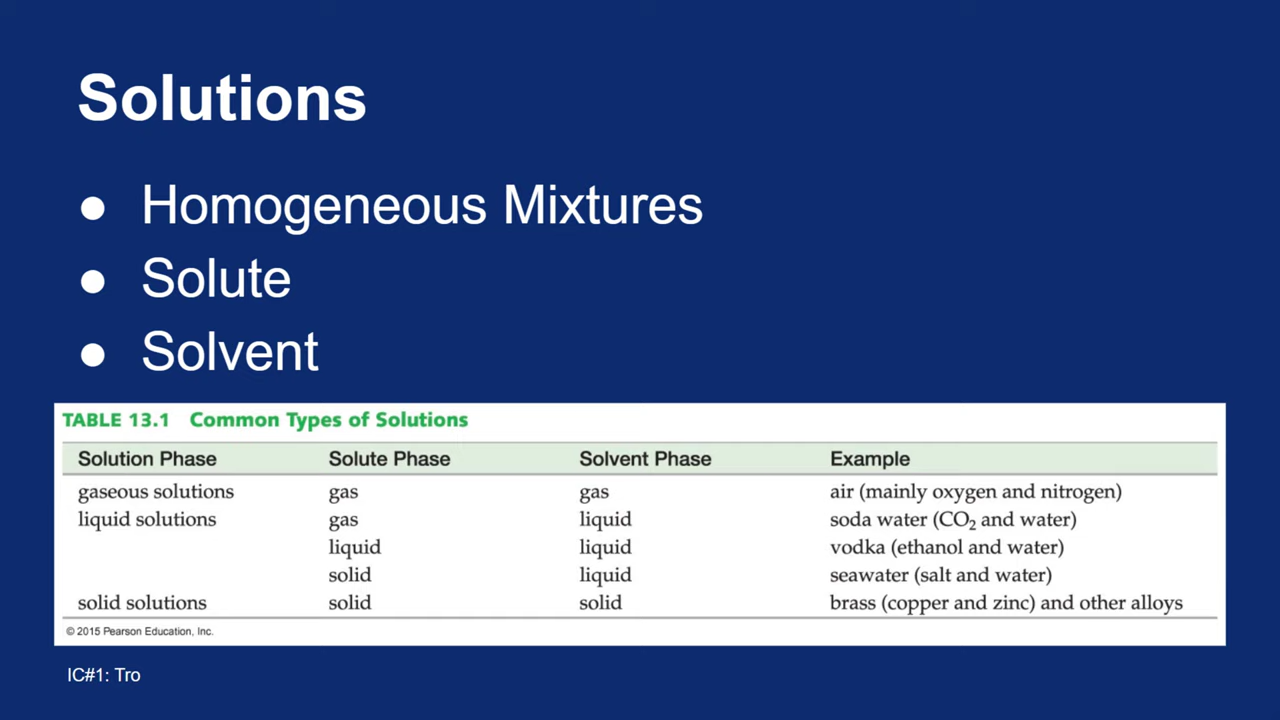 Solutions
● Homogeneous Mixtures
● Solute
● Solvent
TABLE 13.1 Common Types of Solutions
Solution Phase Solute Phase Solvent Phase Example
gaseous solutions gas gas air (mainly oxygen and nitrogen)
liquid solutions gas liquid soda water (CO₂ and water)
liquid liquid vodka (ethanol and water)
solid liquid seawater (salt and water)
solid solutions solid solid brass (copper and zinc) and other alloys
© 2015 Pearson Education, Inc.
IC#1: Tro